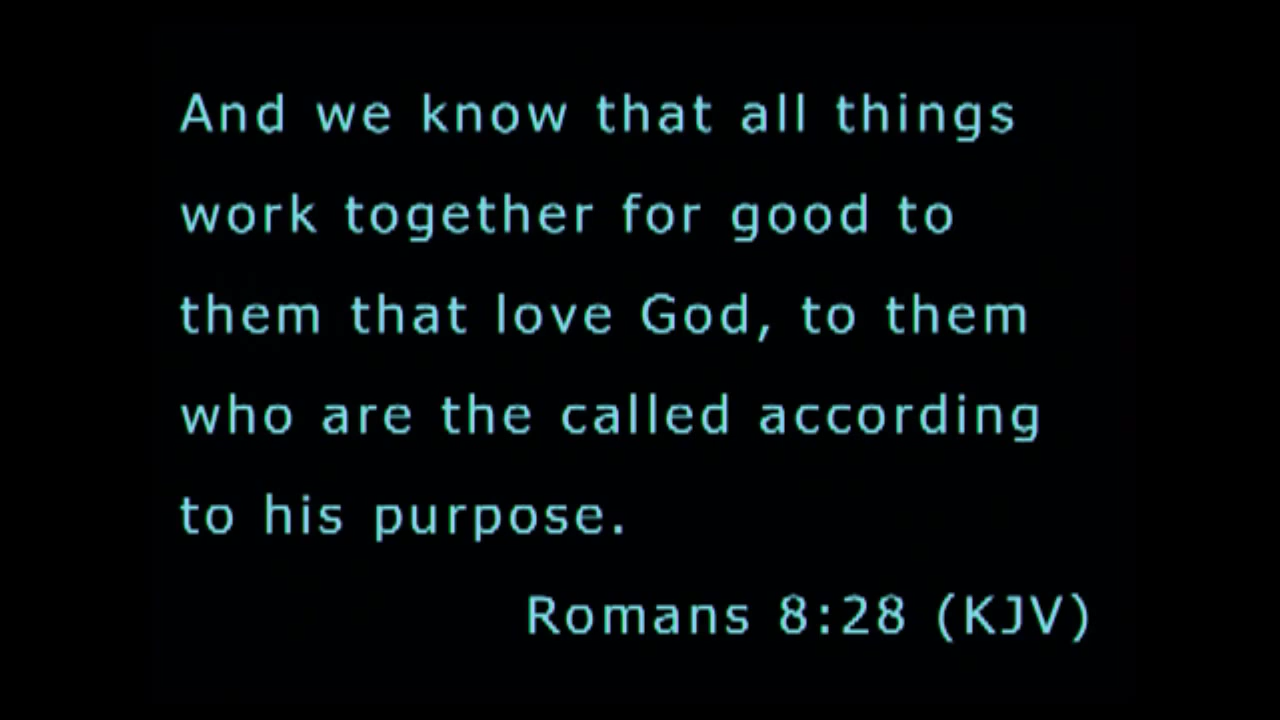 And we know that all things
work together for good to
them that love God, to them
who are the called according
to his purpose.
Romans 8:28 (KJV)